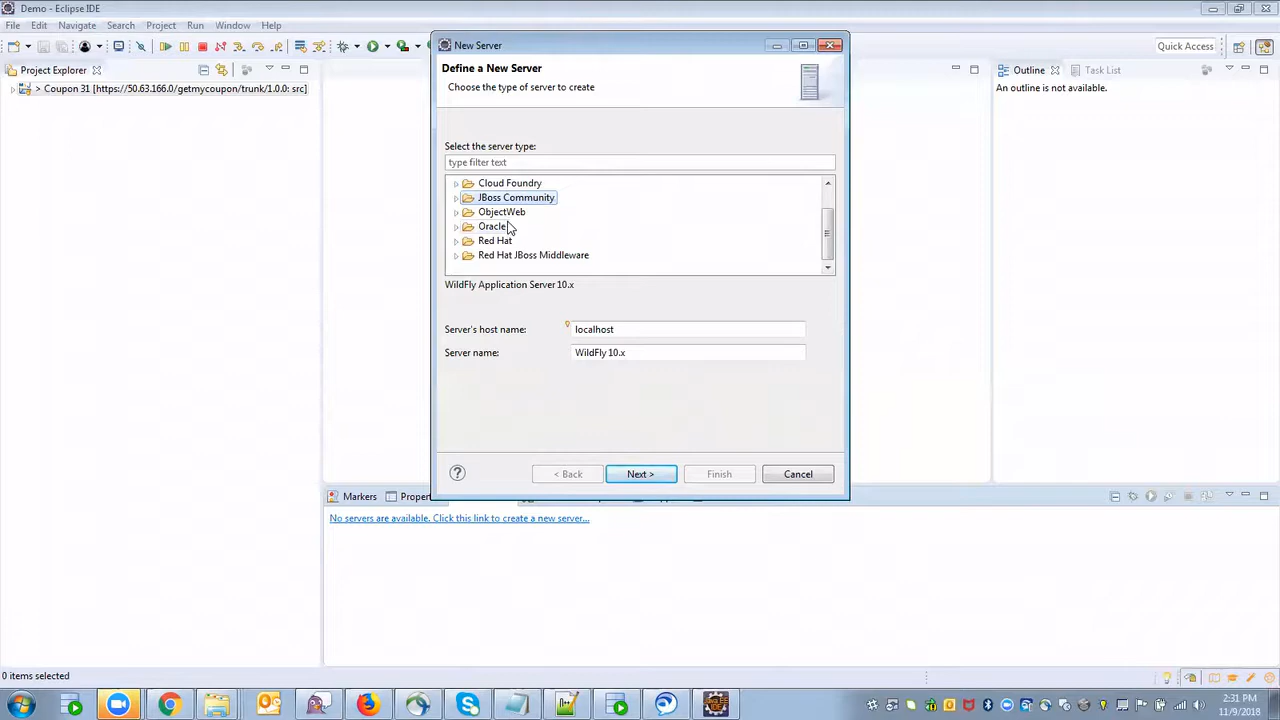 Demo - Eclipse IDE
File Edit Navigate Search Project Run Window Help
Quick Access
Project Explorer
> Coupon 31 [https://50.63.166.0/getmycoupon/trunk/1.0.0: src]
New Server
Define a New Server
Choose the type of server to create
Select the server type:
type filter text
Cloud Foundry
JBoss Community
ObjectWeb
Oracle
Red Hat
Red Hat JBoss Middleware
WildFly Application Server 10.x
Server's host name:
localhost
Server name:
WildFly 10.x
< Back
Next >
Finish
Cancel
Outline
Task List
An outline is not available.
Markers
Propert
No servers are available. Click this link to create a new server...
0 items selected
2:31 PM
11/9/2018